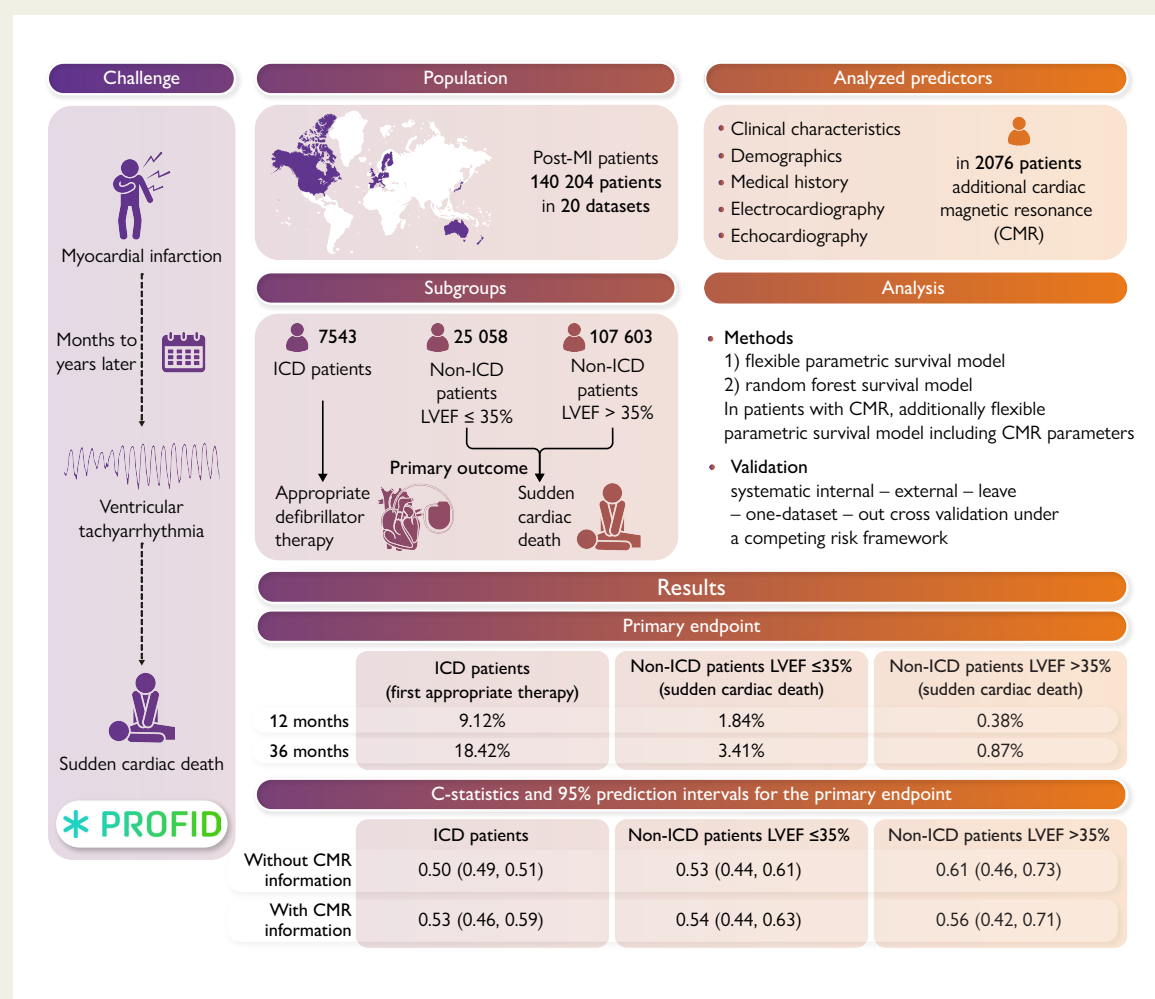 Challenge
Myocardial infarction
Months to
years later
Ventricular
tachyarrhythmia
Sudden cardiac death
PROFID
Population
Post-MI patients
140 204 patients
in 20 datasets
Analyzed predictors
• Clinical characteristics
• Demographics
• Medical history
• Electrocardiography
• Echocardiography
in 2076 patients
additional cardiac
magnetic resonance
(CMR)
Subgroups
7543
ICD patients
25 058
Non-ICD
patients
LVEF ≤ 35%
107 603
Non-ICD
patients
LVEF > 35%
Primary outcome
Appropriate
defibrillator
therapy
Sudden
cardiac
death
Analysis
• Methods
1) flexible parametric survival model
2) random forest survival model
In patients with CMR, additionally flexible
parametric survival model including CMR parameters
• Validation
systematic internal – external – leave
– one-dataset – out cross validation under
a competing risk framework
Results
Primary endpoint
ICD patients
(first appropriate therapy)
Non-ICD patients LVEF ≤35%
(sudden cardiac death)
Non-ICD patients LVEF >35%
(sudden cardiac death)
12 months 9.12% 1.84% 0.38%
36 months 18.42% 3.41% 0.87%
C-statistics and 95% prediction intervals for the primary endpoint
ICD patients Non-ICD patients LVEF ≤35% Non-ICD patients LVEF >35%
Without CMR
information
0.50 (0.49, 0.51) 0.53 (0.44, 0.61) 0.61 (0.46, 0.73)
With CMR
information
0.53 (0.46, 0.59) 0.54 (0.44, 0.63) 0.56 (0.42, 0.71)